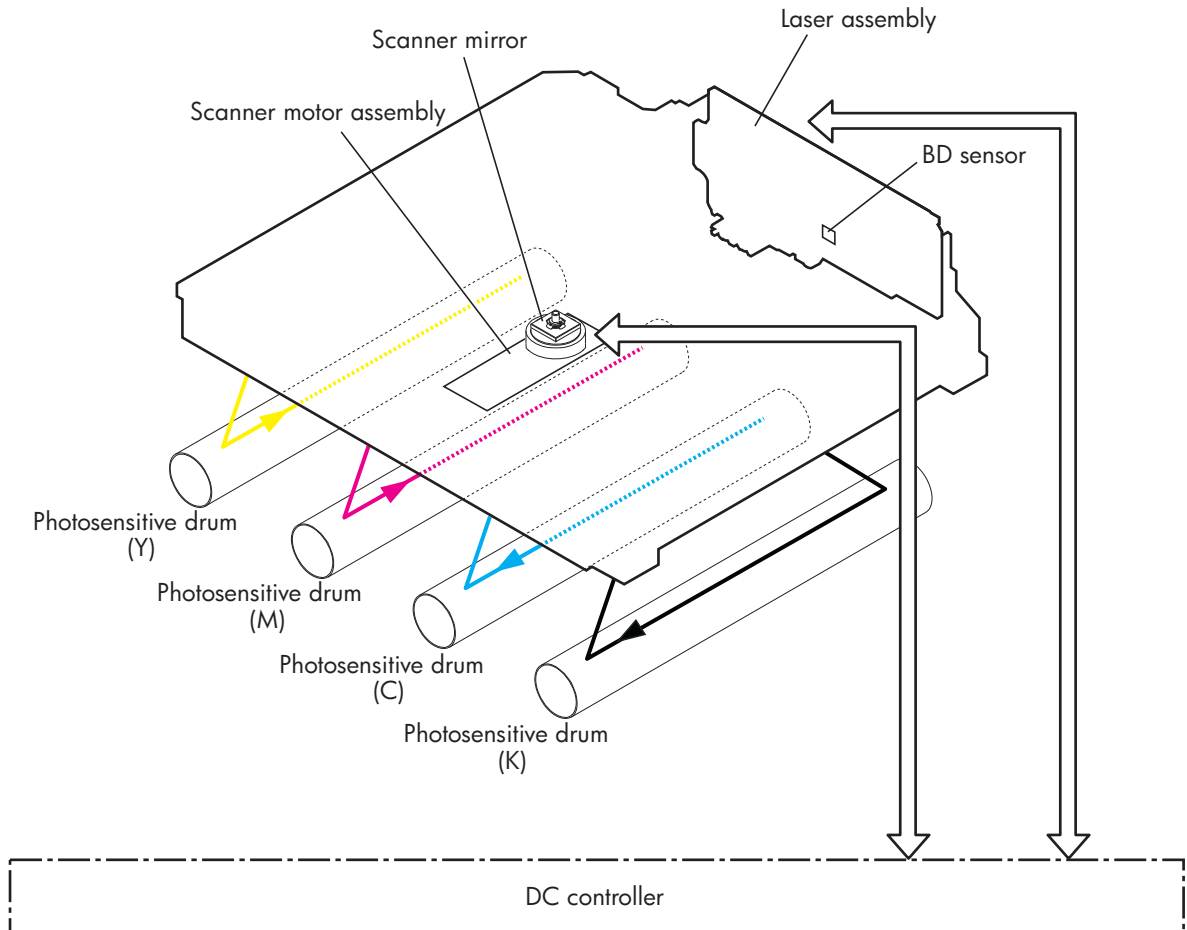 Laser assembly
Scanner mirror
Scanner motor assembly
BD sensor
Photosensitive drum
(Y)
Photosensitive drum
(M)
Photosensitive drum
(C)
Photosensitive drum
(K)
DC controller